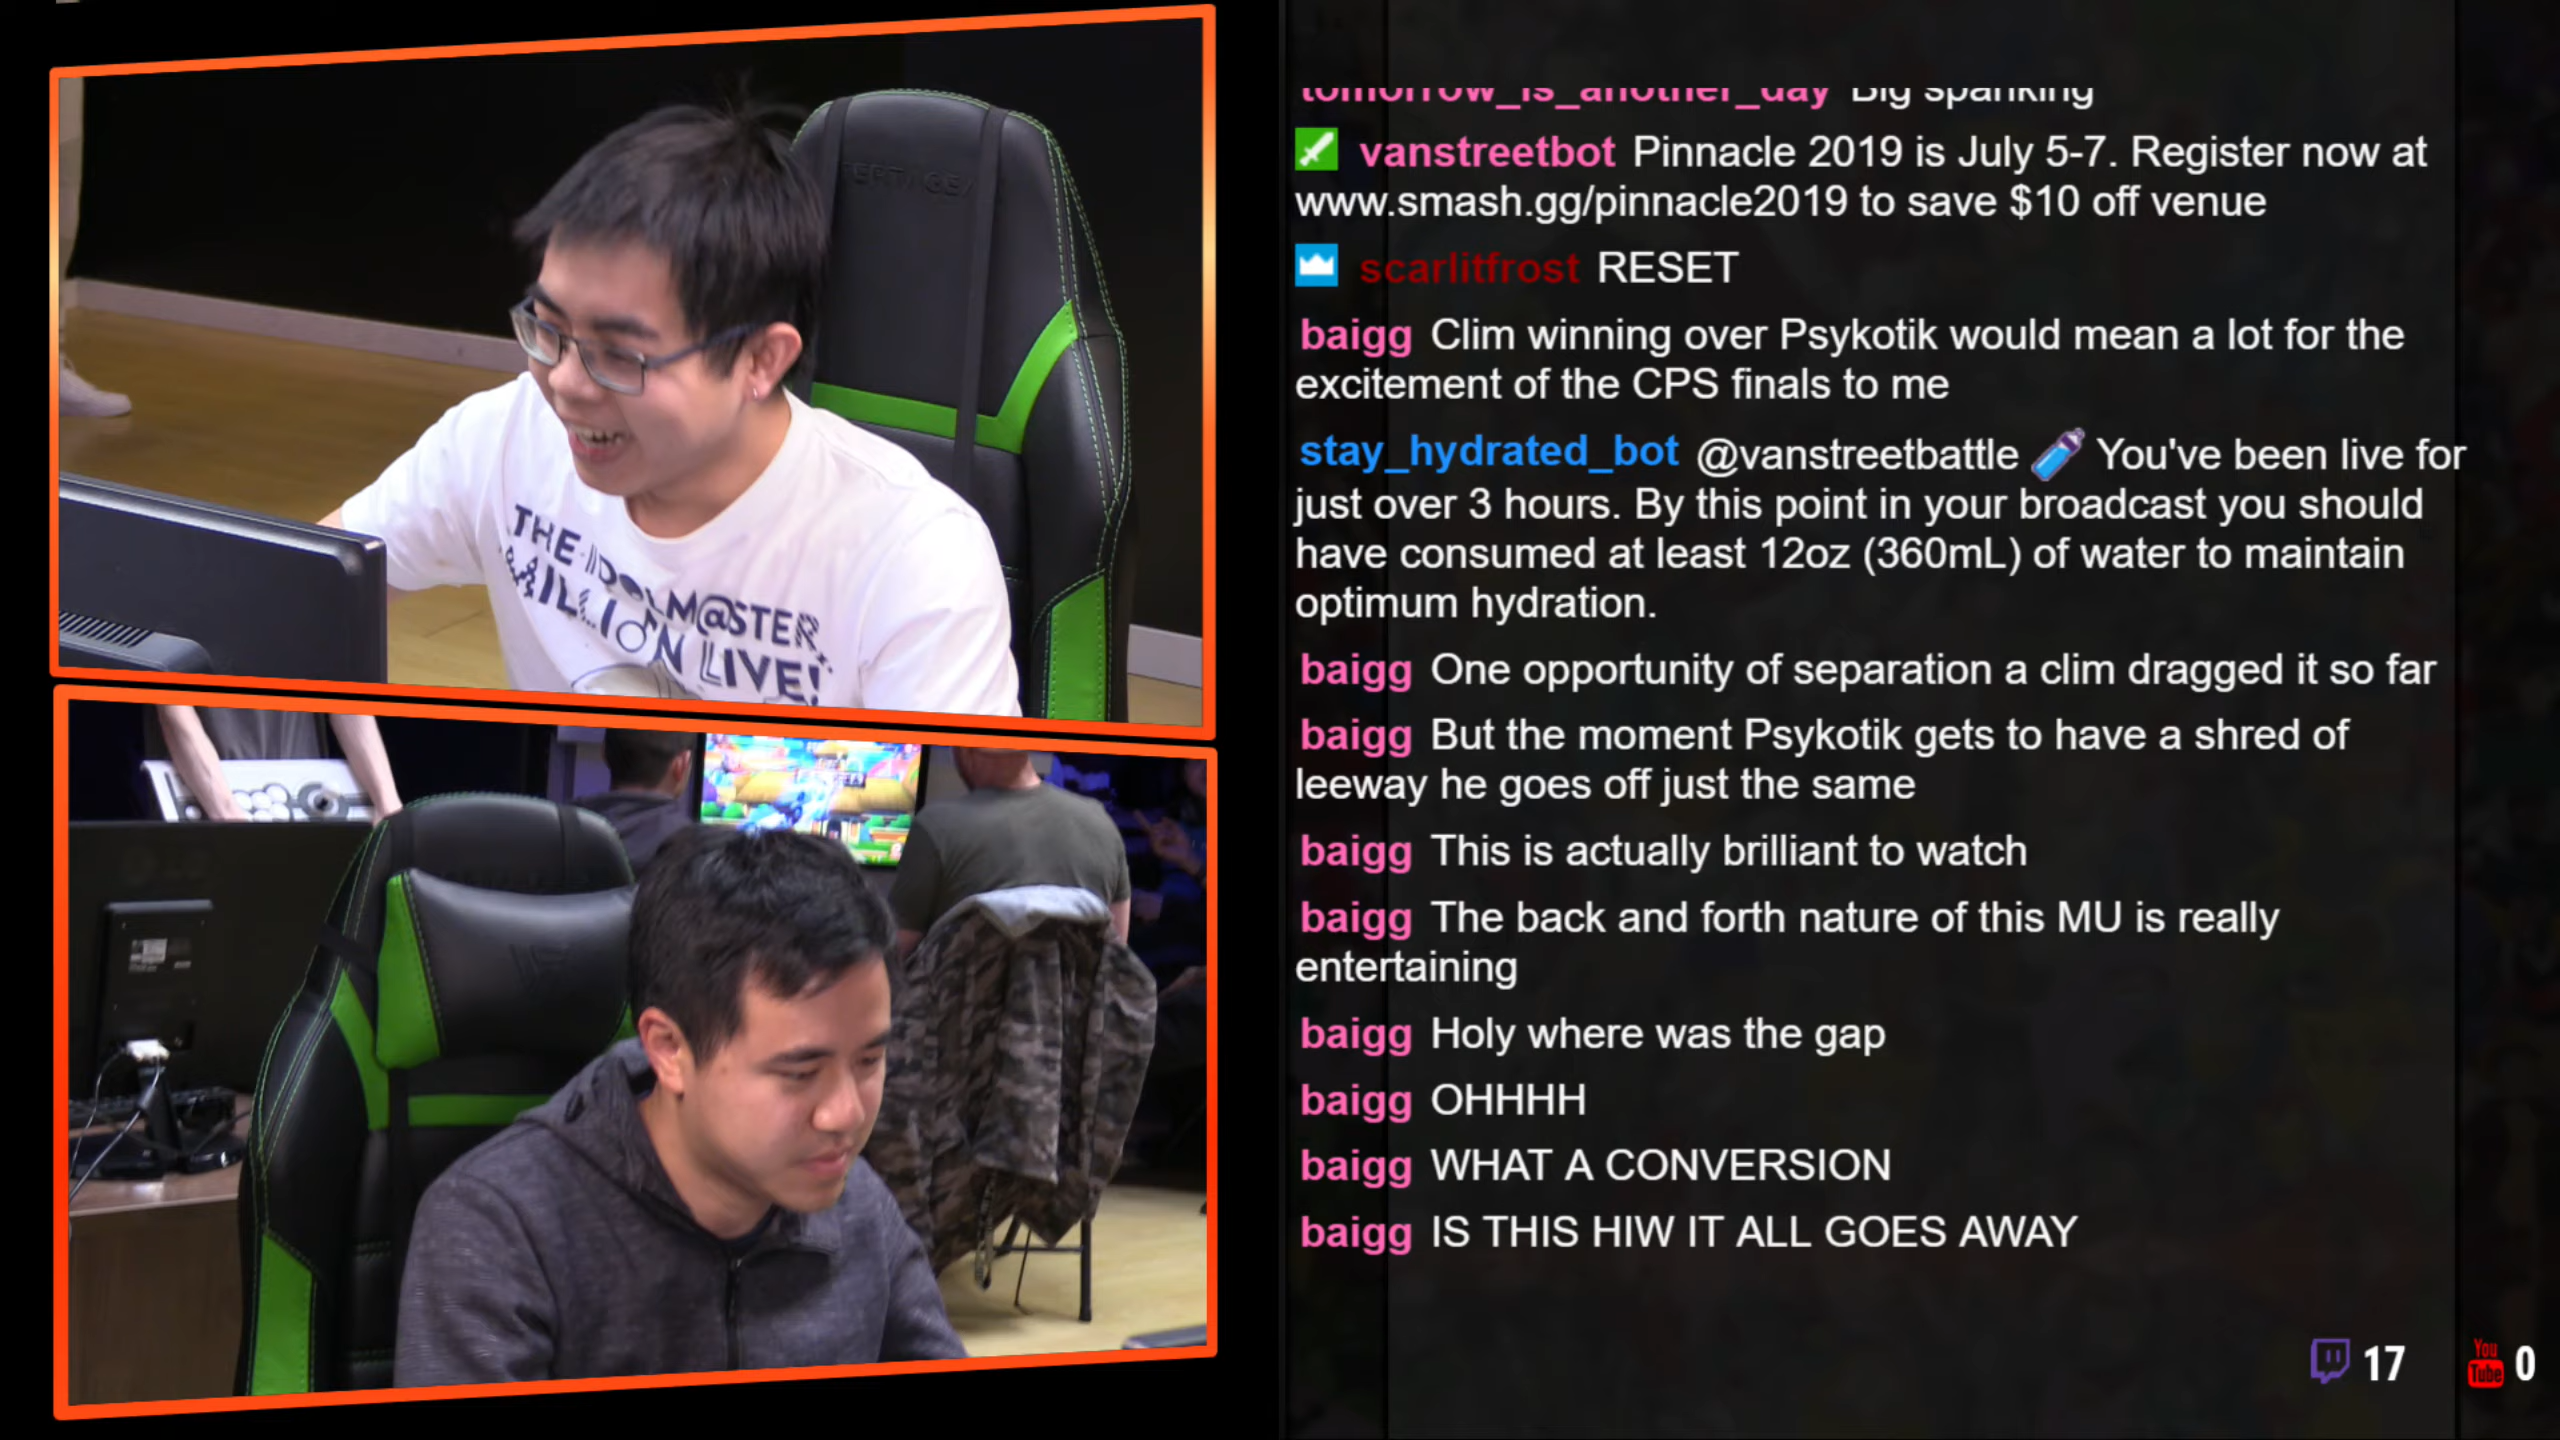 THE IDOLM@STER
MILLION LIVE!
tomorrow_is_another_day Big spanking
vanstreetbot Pinnacle 2019 is July 5-7. Register now at
www.smash.gg/pinnacle2019 to save $10 off venue
scarlitfrost RESET
baigg Clim winning over Psykotik would mean a lot for the
excitement of the CPS finals to me
stay_hydrated_bot @vanstreetbattle You've been live for
just over 3 hours. By this point in your broadcast you should
have consumed at least 12oz (360mL) of water to maintain
optimum hydration.
baigg One opportunity of separation a clim dragged it so far
baigg But the moment Psykotik gets to have a shred of
leeway he goes off just the same
baigg This is actually brilliant to watch
baigg The back and forth nature of this MU is really
entertaining
baigg Holy where was the gap
baigg OHHHH
baigg WHAT A CONVERSION
baigg IS THIS HIW IT ALL GOES AWAY
17
You
Tube
0